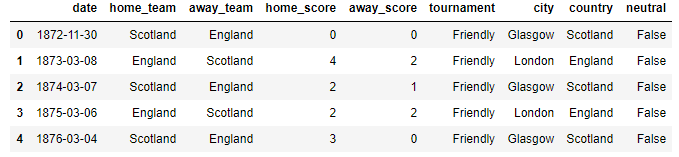 date home_team away_team home_score away_score tournament city country neutral
0 1872-11-30 Scotland England 0 0 Friendly Glasgow Scotland False
1 1873-03-08 England Scotland 4 2 Friendly London England False
2 1874-03-07 Scotland England 2 1 Friendly Glasgow Scotland False
3 1875-03-06 England Scotland 2 2 Friendly London England False
4 1876-03-04 Scotland England 3 0 Friendly Glasgow Scotland False